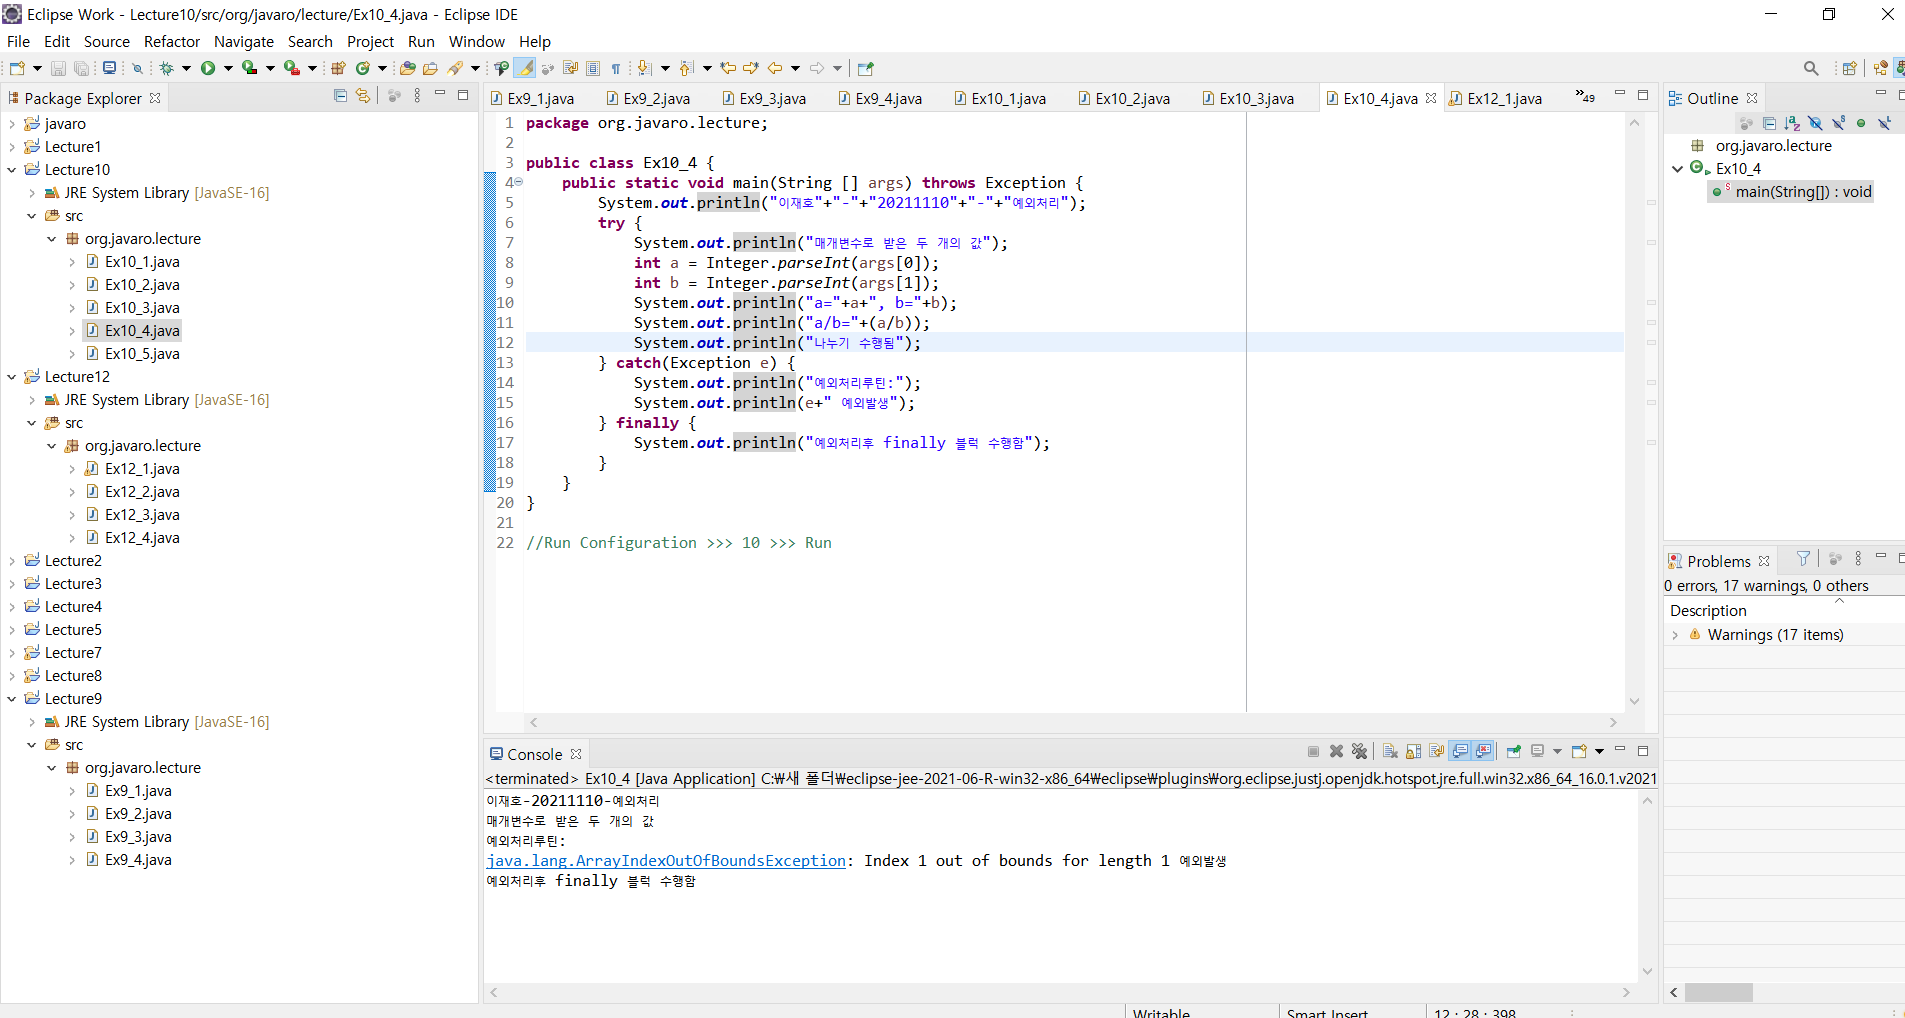 Eclipse Work - Lecture10/src/org/javaro/lecture/Ex10_4.java - Eclipse IDE
File Edit Source Refactor Navigate Search Project Run Window Help
Package Explorer
javaro
Lecture1
Lecture10
JRE System Library [JavaSE-16]
src
org.javaro.lecture
Ex10_1.java
Ex10_2.java
Ex10_3.java
Ex10_4.java
Ex10_5.java
Lecture12
JRE System Library [JavaSE-16]
src
org.javaro.lecture
Ex12_1.java
Ex12_2.java
Ex12_3.java
Ex12_4.java
Lecture2
Lecture3
Lecture4
Lecture5
Lecture7
Lecture8
Lecture9
JRE System Library [JavaSE-16]
src
org.javaro.lecture
Ex9_1.java
Ex9_2.java
Ex9_3.java
Ex9_4.java
Ex9_1.java Ex9_2.java Ex9_3.java Ex9_4.java Ex10_1.java Ex10_2.java Ex10_3.java Ex10_4.java Ex12_1.java »49
1 package org.javaro.lecture;
2
3 public class Ex10_4 {
4 public static void main(String [] args) throws Exception {
5 System.out.println("이재호"+"-"+"20211110"+"-"+"예외처리");
6 try {
7 System.out.println("매개변수로 받은 두 개의 값");
8 int a = Integer.parseInt(args[0]);
9 int b = Integer.parseInt(args[1]);
10 System.out.println("a="+a+", b="+b);
11 System.out.println("a/b="+(a/b));
12 System.out.println("나누기 수행됨");
13 } catch(Exception e) {
14 System.out.println("예외처리루틴:");
15 System.out.println(e+" 예외발생");
16 } finally {
17 System.out.println("예외처리후 finally 블럭 수행함");
18 }
19 }
20 }
21
22 //Run Configuration >>> 10 >>> Run
Console
<terminated> Ex10_4 [Java Application] C:₩새 폴더₩eclipse-jee-2021-06-R-win32-x86_64₩eclipse₩plugins₩org.eclipse.justj.openjdk.hotspot.jre.full.win32.x86_64_16.0.1.v2021
이재호-20211110-예외처리
매개변수로 받은 두 개의 값
예외처리루틴:
java.lang.ArrayIndexOutOfBoundsException: Index 1 out of bounds for length 1 예외발생
예외처리후 finally 블럭 수행함
Outline
org.javaro.lecture
Ex10_4
main(String[]) : void
Problems
0 errors, 17 warnings, 0 others
Description
Warnings (17 items)
Writable Smart Insert 12 : 28 : 398